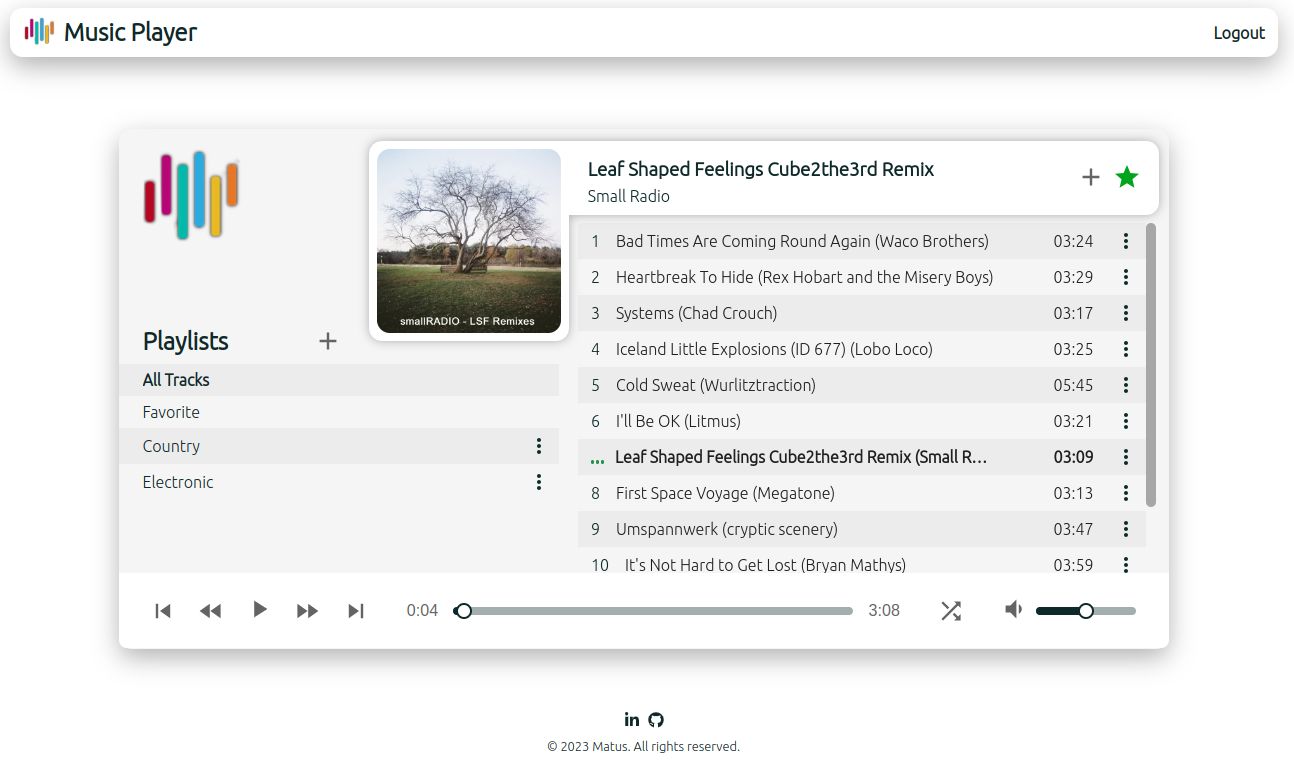 Music Player
Logout
Leaf Shaped Feelings Cube2the3rd Remix
Small Radio
smallRADIO - LSF Remixes
Playlists
All Tracks
Favorite
Country
Electronic
1 Bad Times Are Coming Round Again (Waco Brothers) 03:24
2 Heartbreak To Hide (Rex Hobart and the Misery Boys) 03:29
3 Systems (Chad Crouch) 03:17
4 Iceland Little Explosions (ID 677) (Lobo Loco) 03:25
5 Cold Sweat (Wurlitztraction) 05:45
6 I'll Be OK (Litmus) 03:21
... Leaf Shaped Feelings Cube2the3rd Remix (Small R... 03:09
8 First Space Voyage (Megatone) 03:13
9 Umspannwerk (cryptic scenery) 03:47
10 It's Not Hard to Get Lost (Bryan Mathys) 03:59
0:04 3:08
in
© 2023 Matus. All rights reserved.